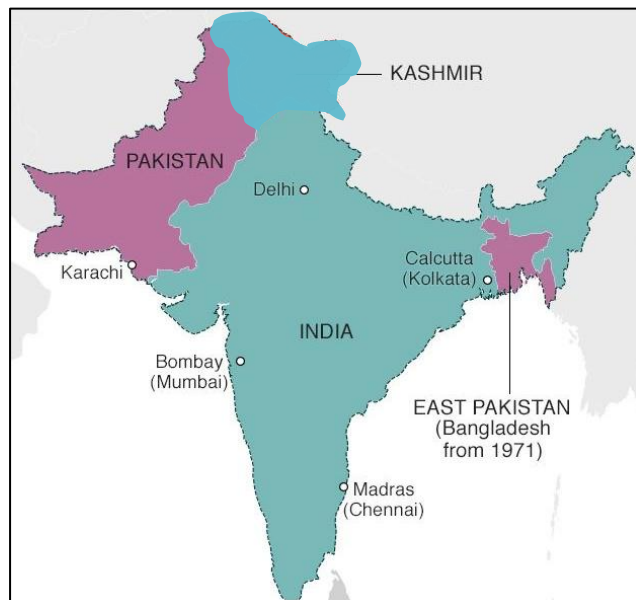 KASHMIR
PAKISTAN
Delhi
Karachi
Calcutta
(Kolkata)
INDIA
Bombay
(Mumbai)
EAST PAKISTAN
(Bangladesh
from 1971)
Madras
(Chennai)